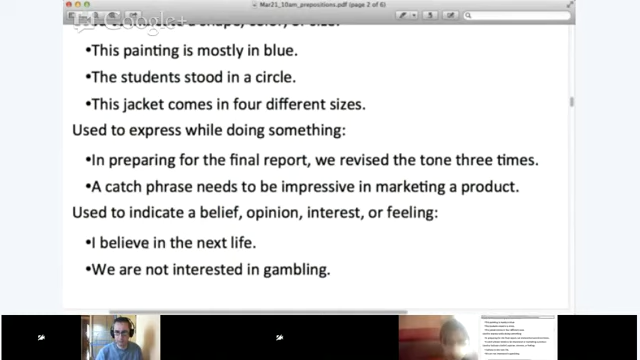 Mar21_10am_prepositions.pdf (page 2 of 6)
Google+
•This painting is mostly in blue.
•The students stood in a circle.
•This jacket comes in four different sizes.
Used to express while doing something:
•In preparing for the final report, we revised the tone three times.
•A catch phrase needs to be impressive in marketing a product.
Used to indicate a belief, opinion, interest, or feeling:
•I believe in the next life.
•We are not interested in gambling.